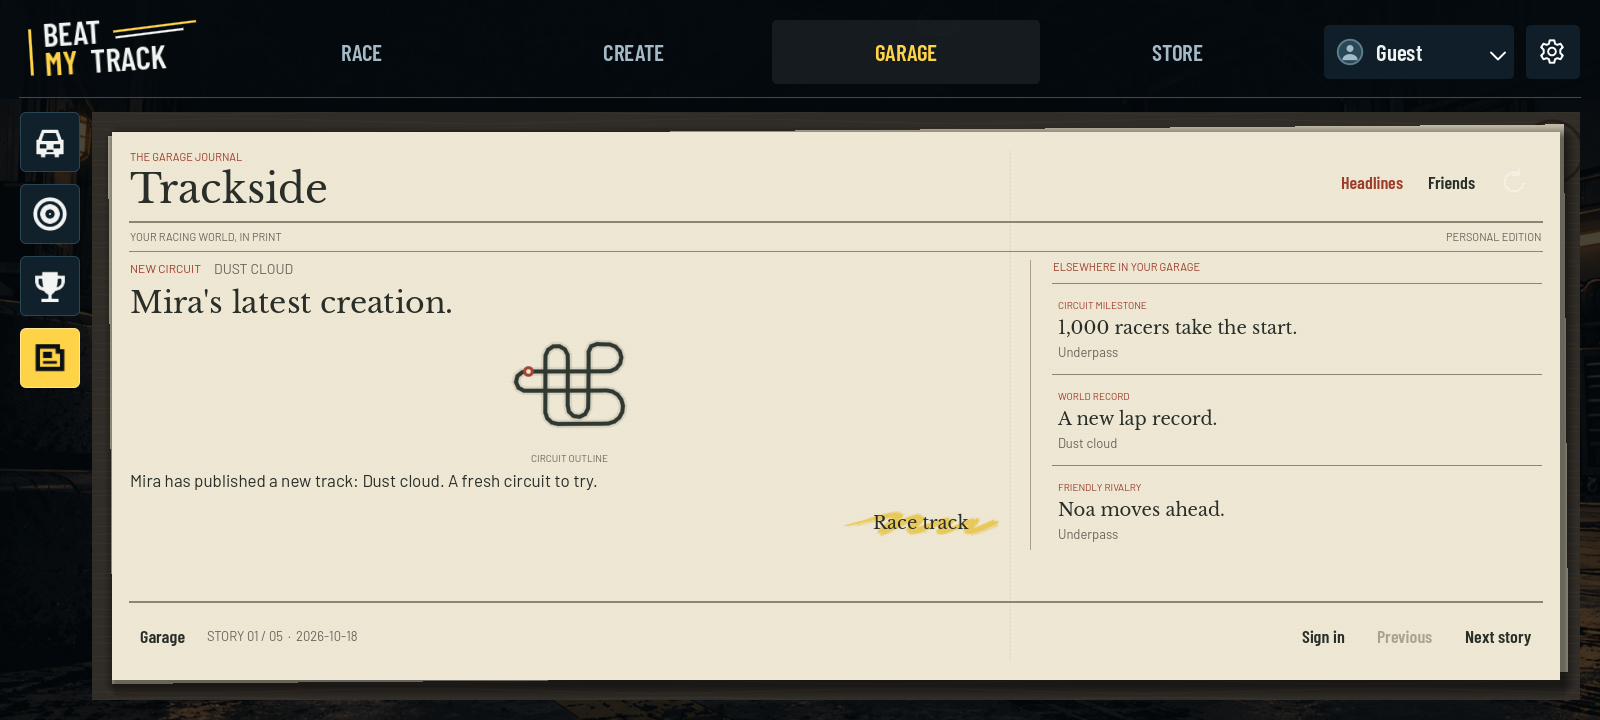 BEAT
MY TRACK
RACE
CREATE
GARAGE
STORE
Guest
THE GARAGE JOURNAL
Trackside
Headlines
Friends
YOUR RACING WORLD, IN PRINT
PERSONAL EDITION
NEW CIRCUIT DUST CLOUD
Mira's latest creation.
CIRCUIT OUTLINE
Mira has published a new track: Dust cloud. A fresh circuit to try.
Race track
ELSEWHERE IN YOUR GARAGE
CIRCUIT MILESTONE
1,000 racers take the start.
Underpass
WORLD RECORD
A new lap record.
Dust cloud
FRIENDLY RIVALRY
Noa moves ahead.
Underpass
Garage
STORY 01 / 05 · 2026-10-18
Sign in
Previous
Next story